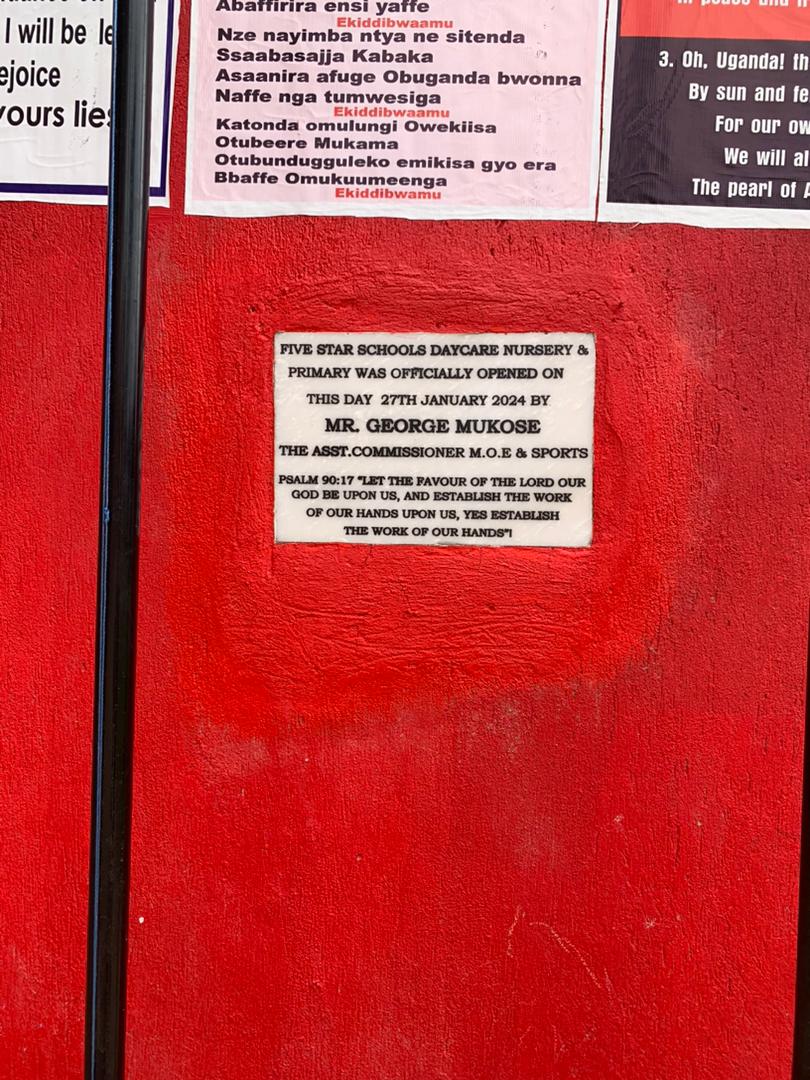 I will be
ejoice
yours lies
Abaffirira ensi yaffe
Ekiddibwaamu
Nze nayimba ntya ne sitenda
Ssaabasajja Kabaka
Asaanira afuge Obuganda bwonna
Naffe nga tumwesiga
Ekiddibwaamu
Katonda omulungi Owekiisa
Otubeere Mukama
Otubundugguleko emikisa gyo era
Bbaffe Omukuumeenga
Ekiddibwamu
3. Oh, Uganda! th
By sun and fe
For our ow
We will al
The pearl of A
FIVE STAR SCHOOLS DAYCARE NURSERY &
PRIMARY WAS OFFICIALLY OPENED ON
THIS DAY 27TH JANUARY 2024 BY
MR. GEORGE MUKOSE
THE ASST.COMMISSIONER M.O.E & SPORTS
PSALM 90:17 "LET THE FAVOUR OF THE LORD OUR
GOD BE UPON US, AND ESTABLISH THE WORK
OF OUR HANDS UPON US, YES ESTABLISH
THE WORK OF OUR HANDS"!